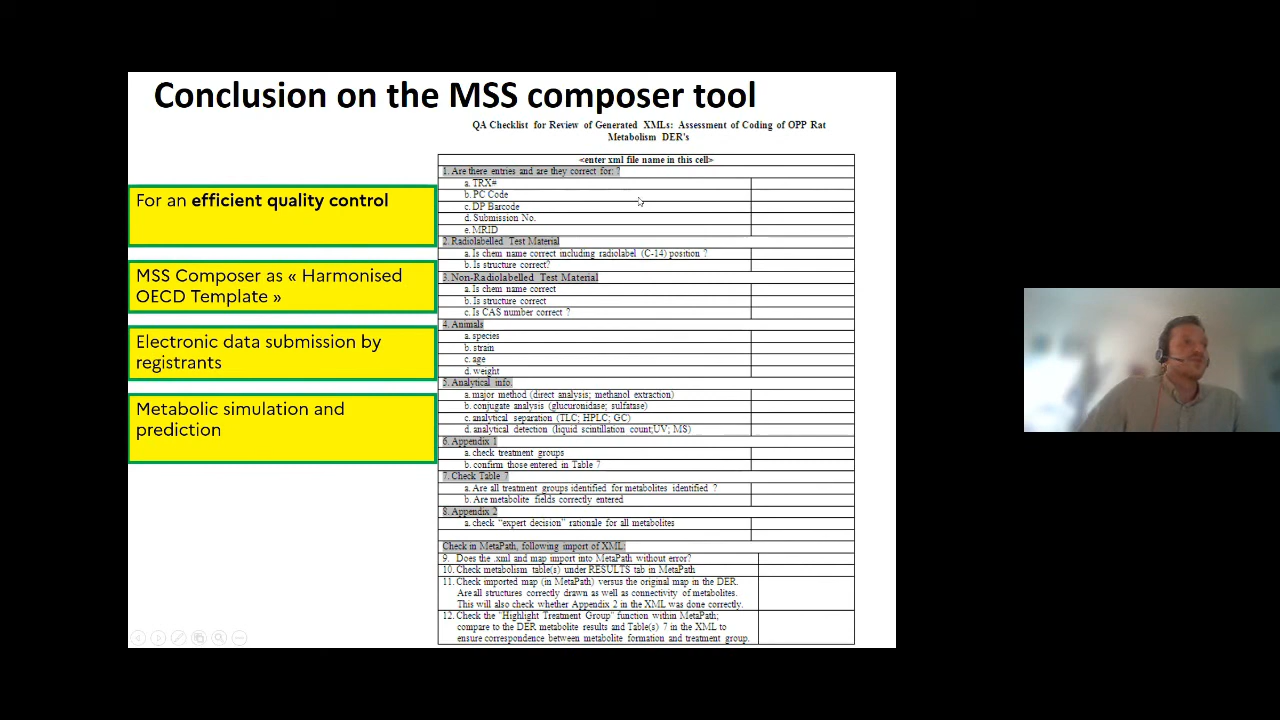 Conclusion on the MSS composer tool
For an efficient quality control
MSS Composer as « Harmonised
OECD Template »
Electronic data submission by
registrants
Metabolic simulation and
prediction
QA Checklist for Review of Generated XMLs: Assessment of Coding of OPP Rat
Metabolism DER's
<enter xml file name in this cell>
1. Are there entries and are they correct for: ?
a. TRX#
b. PC Code
c. DP Barcode
d. Submission No.
e. MRID
2. Radiolabelled Test Material
a. Is chem name correct including radiolabel (C-14) position ?
b. Is structure correct?
3. Non-Radiolabelled Test Material
a. Is chem name correct
b. Is structure correct
c. Is CAS number correct ?
4. Animals
a. species
b. strain
c. age
d. weight
5. Analytical info.
a. major method (direct analysis; methanol extraction)
b. conjugate analysis (glucuronidase; sulfatase)
c. analytical separation (TLC; HPLC; GC)
d. analytical detection (liquid scintillation count,UV; MS)
6. Appendix 1
a. check treatment groups
b. confirm those entered in Table 7
7. Check Table 7
a. Are all treatment groups identified for metabolites identified ?
b. Are metabolite fields correctly entered
8. Appendix 2
a. check “expert decision” rationale for all metabolites
Check in MetaPath, following import of XML:
9. Does the .xml and map import into MetaPath without error?
10. Check metabolism table(s) under RESULTS tab in MetaPath
11. Check imported map (in MetaPath) versus the original map in the DER.
Are all structures correctly drawn as well as connectivity of metabolites.
This will also check whether Appendix 2 in the XML was done correctly.
12. Check the "Highlight Treatment Group" function within MetaPath;
compare to the DER metabolite results and Table(s) 7 in the XML to
ensure correspondence between metabolite formation and treatment group.